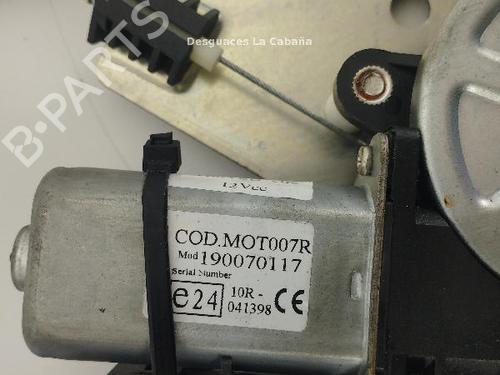 Desguaces La Cabaña
B-PARTS
12Vcc
COD.MOT007R
Mod 190070117
Serial Number
e24 10R -
041398 CE